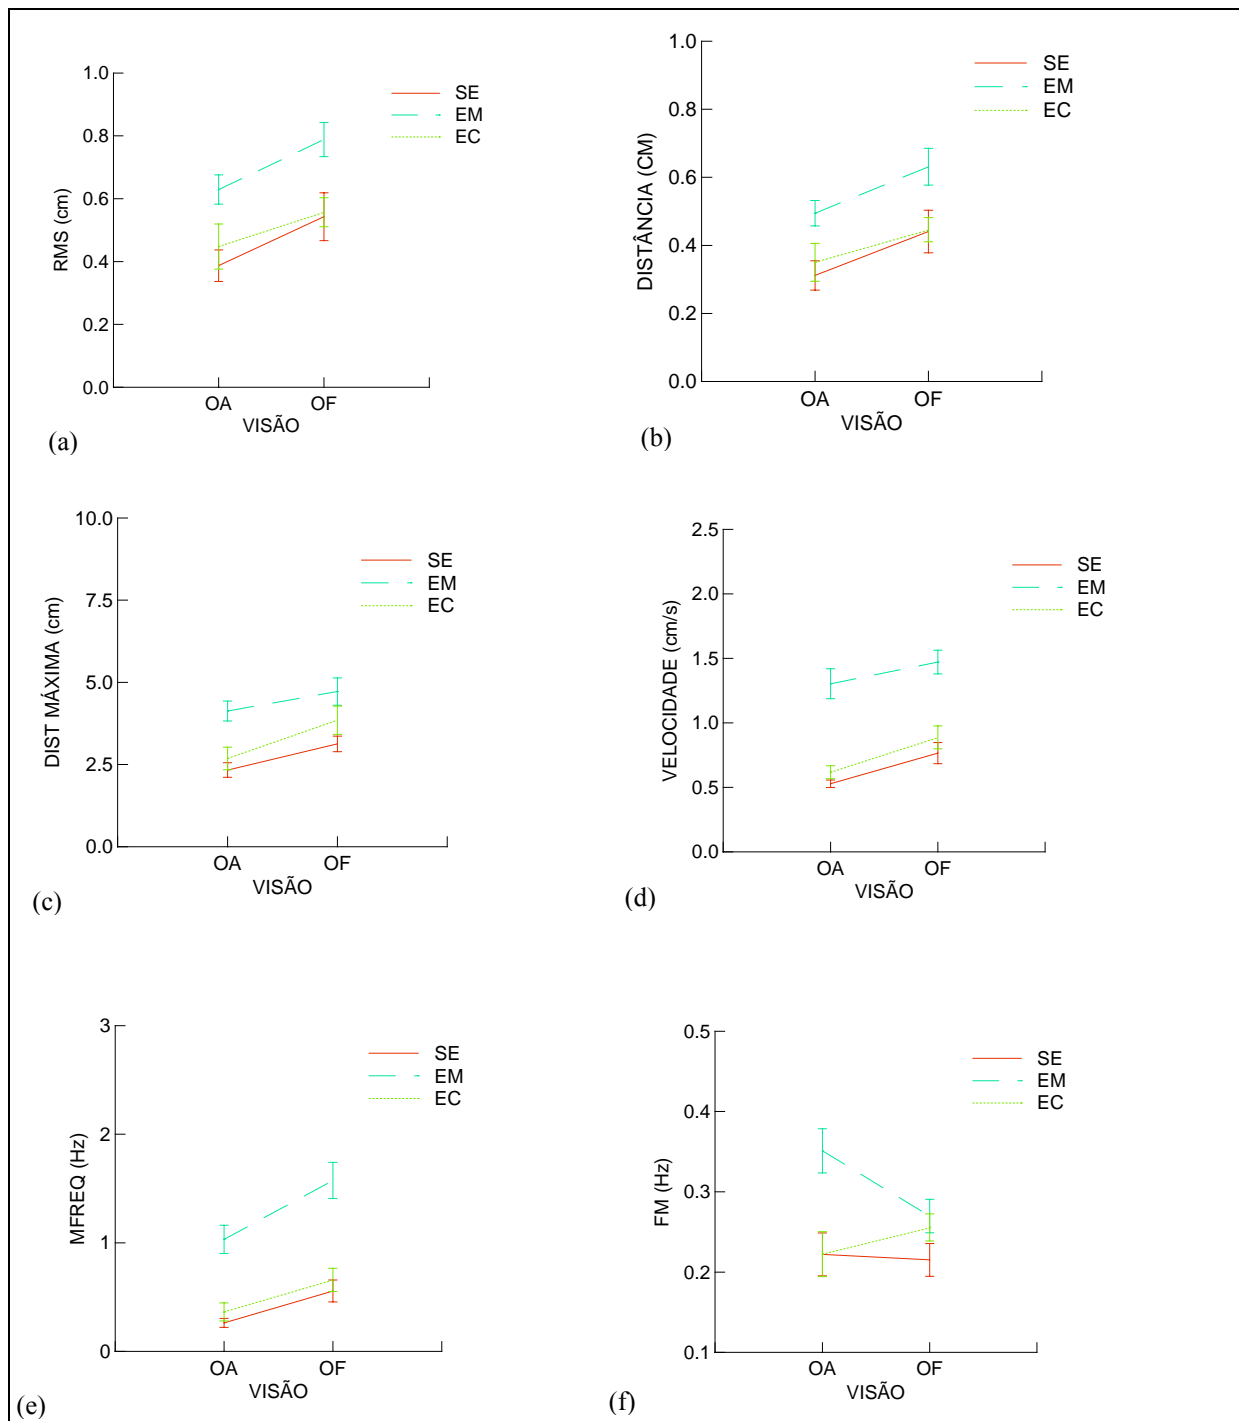 1.0
0.8
0.6
0.4
0.2
0.0
RMS (cm)
OA OF
VISÃO
SE
EM
EC
(a)
1.0
0.8
0.6
0.4
0.2
0.0
DISTÂNCIA (CM)
OA OF
VISÃO
SE
EM
EC
(b)
10.0
7.5
5.0
2.5
0.0
DIST MÁXIMA (cm)
OA OF
VISÃO
SE
EM
EC
(c)
2.5
2.0
1.5
1.0
0.5
0.0
VELOCIDADE (cm/s)
OA OF
VISÃO
SE
EM
EC
(d)
3
2
1
0
MFREQ (Hz)
OA OF
VISÃO
SE
EM
EC
(e)
0.5
0.4
0.3
0.2
0.1
FM (Hz)
OA OF
VISÃO
SE
EM
EC
(f)